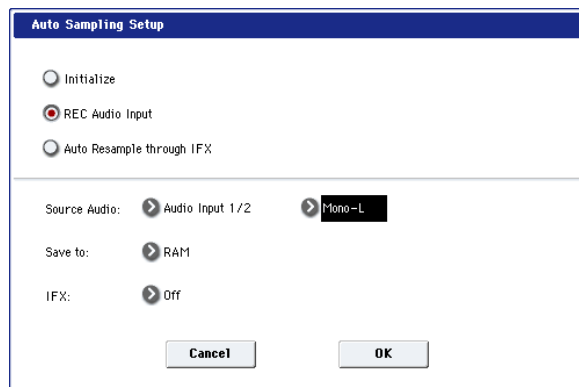 Auto Sampling Setup
Initialize
REC Audio Input
Auto Resample through IFX
Source Audio: Audio Input 1/2 Mono-L
Save to: RAM
IFX: Off
Cancel OK